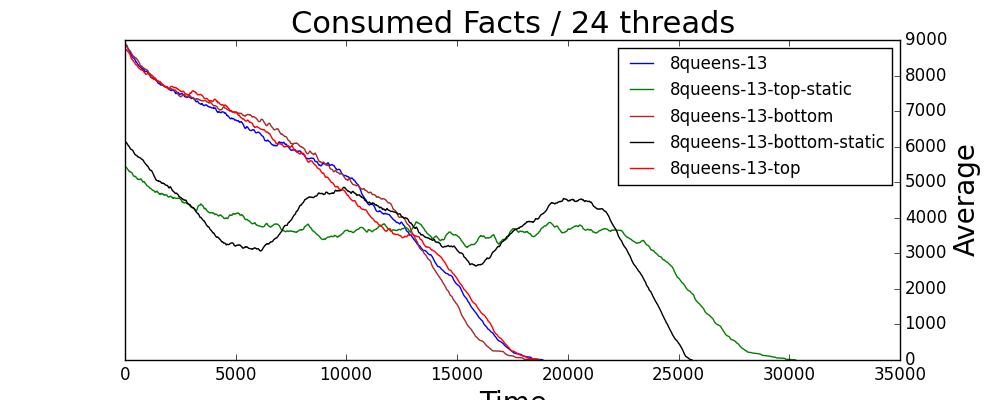 Consumed Facts / 24 threads
8queens-13
8queens-13-top-static
8queens-13-bottom
8queens-13-bottom-static
8queens-13-top
9000
8000
7000
6000
5000
4000
3000
2000
1000
0
Average
0 5000 10000 15000 20000 25000 30000 35000
Time